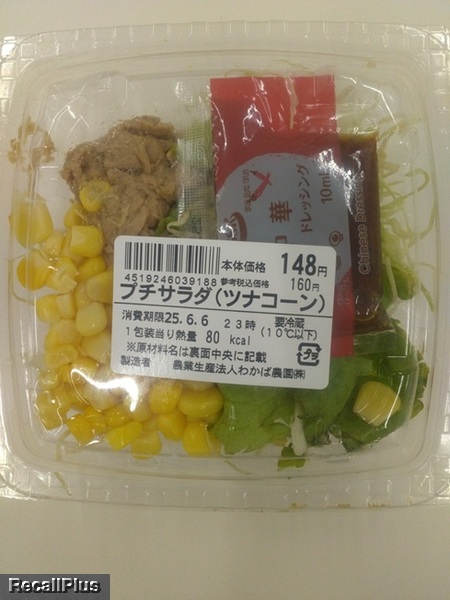 華
ドレッシング
10ml
本体価格 148円
4519246039188 参考税込価格 160円
プチサラダ(ツナコーン)
消費期限25.6.6 23時 要冷蔵
1包装当り熱量 80 kcal (10℃以下)
※原材料名は裏面中央に記載
製造者 農業生産法人わかば農園㈱
プラ
RecallPlus